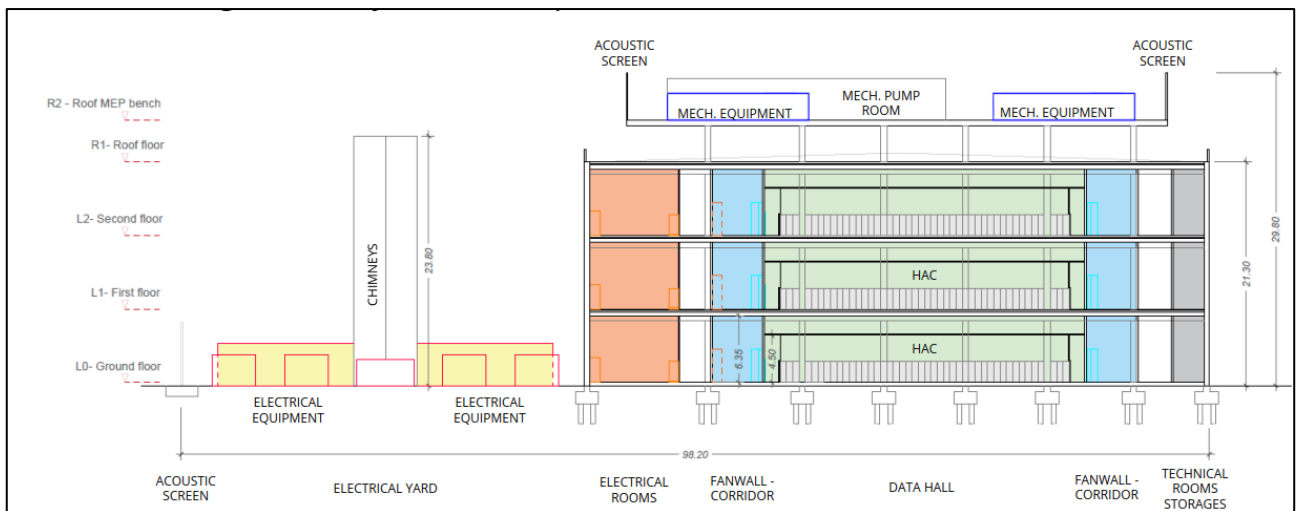 ACOUSTIC
SCREEN
ACOUSTIC
SCREEN
R2 - Roof MEP bench
MECH. PUMP
ROOM
MECH. EQUIPMENT
MECH. EQUIPMENT
R1- Roof floor
L2- Second floor
CHIMNEYS
23.80
29.80
21.30
HAC
L1- First floor
6.35
4.50
HAC
L0- Ground floor
ELECTRICAL
EQUIPMENT
ELECTRICAL
EQUIPMENT
98.20
ACOUSTIC
SCREEN
ELECTRICAL YARD
ELECTRICAL
ROOMS
FANWALL -
CORRIDOR
DATA HALL
FANWALL -
CORRIDOR
TECHNICAL
ROOMS
STORAGES